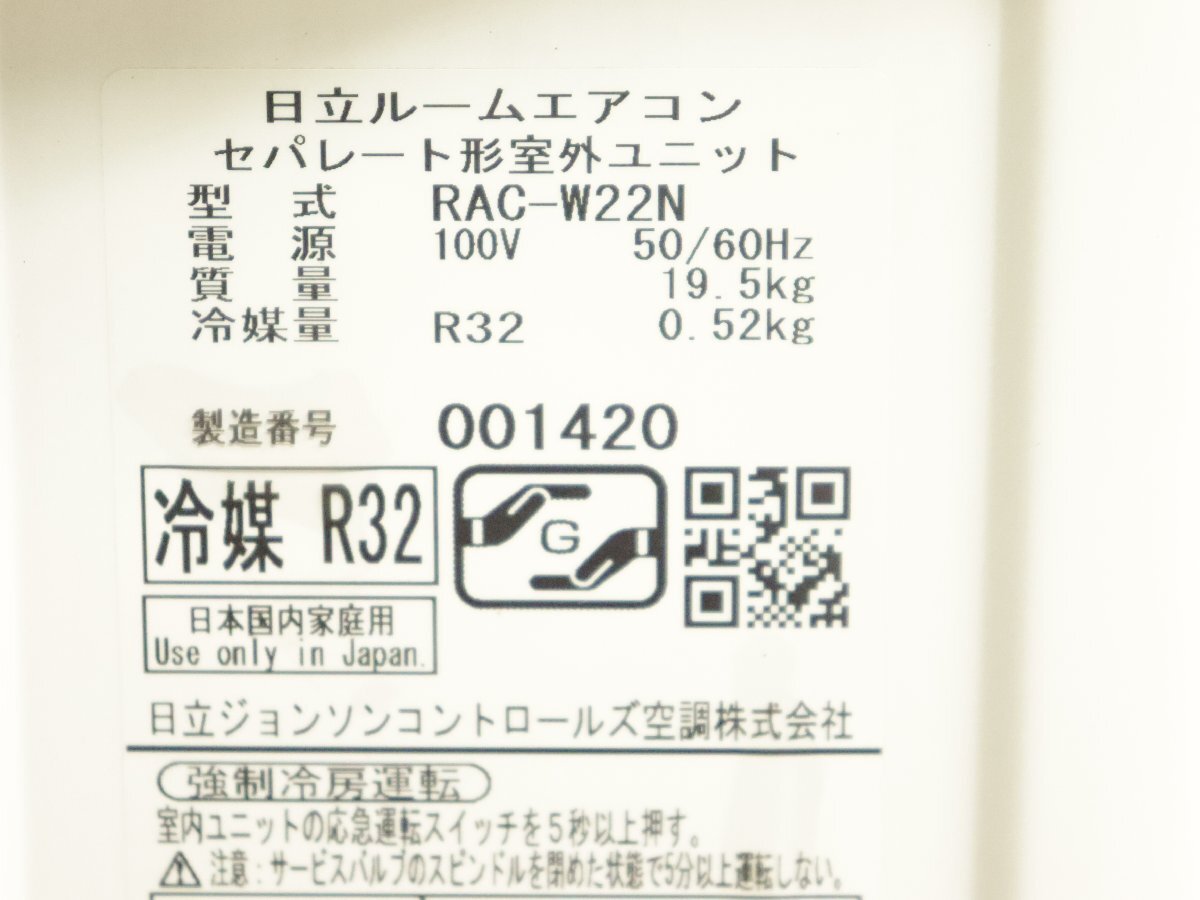 日立ルームエアコン
セパレート形室外ユニット
型式 RAC-W22N
電源 100V 50/60Hz
質量 19.5kg
冷媒量 R32 0.52kg
製造番号 001420
冷媒 R32
G
日本国内家庭用
Use only in Japan.
日立ジョンソンコントロールズ空調株式会社
強制冷房運転
室内ユニットの応急運転スイッチを5秒以上押す。
注意:サービスバルブのスピンドルを閉めた状態で5分以上運転しない。